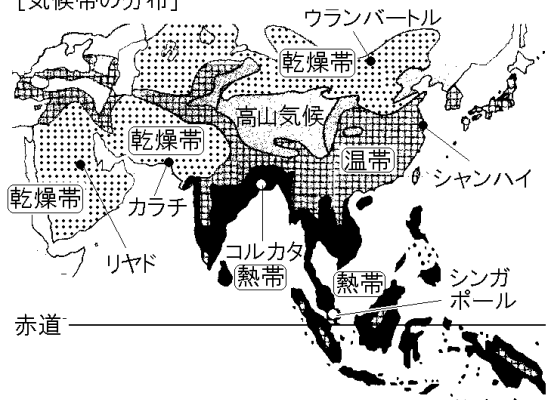 [気候帯の分布]
ウランバートル
乾燥帯
高山気候
乾燥帯
温帯
シャンハイ
乾燥帯
カラチ
リヤド
コルカタ
熱帯
熱帯
シンガ
ポール
赤道